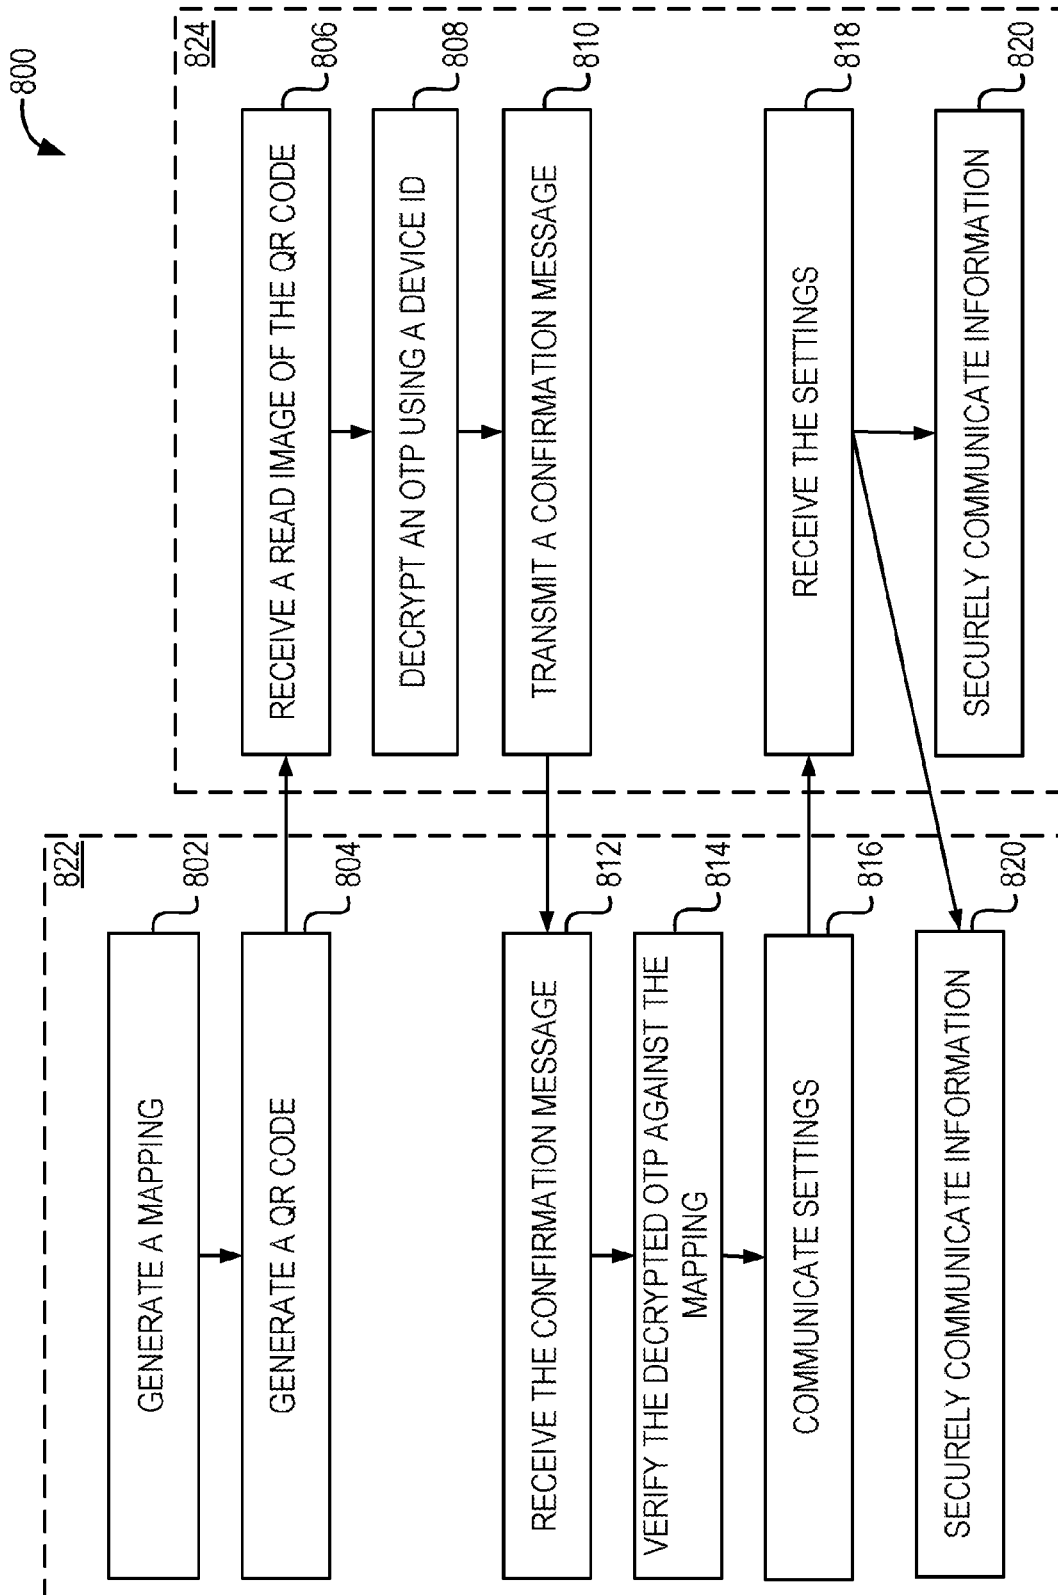 800
822
802
GENERATE A MAPPING
804
GENERATE A QR CODE
812
RECEIVE THE CONFIRMATION MESSAGE
814
VERIFY THE DECRYPTED OTP AGAINST THE
MAPPING
816
COMMUNICATE SETTINGS
820
SECURELY COMMUNICATE INFORMATION
824
806
RECEIVE A READ IMAGE OF THE QR CODE
808
DECRYPT AN OTP USING A DEVICE ID
810
TRANSMIT A CONFIRMATION MESSAGE
818
RECEIVE THE SETTINGS
820
SECURELY COMMUNICATE INFORMATION